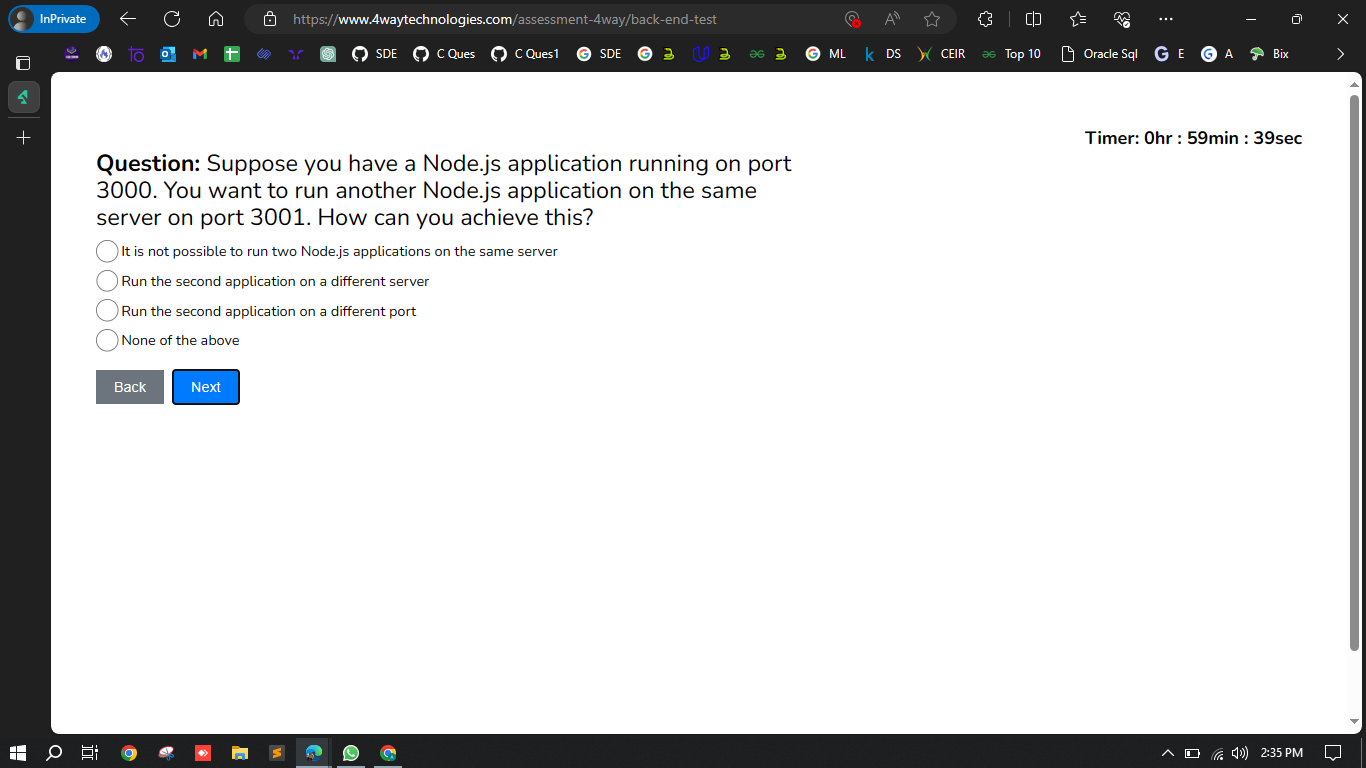 InPrivate
https://www.4waytechnologies.com/assessment-4way/back-end-test
SDE
C Ques
C Ques1
SDE
ML
DS
CEIR
Top 10
Oracle Sql
E
A
Bix
Timer: 0hr : 59min : 39sec
Question: Suppose you have a Node.js application running on port
3000. You want to run another Node.js application on the same
server on port 3001. How can you achieve this?
It is not possible to run two Node.js applications on the same server
Run the second application on a different server
Run the second application on a different port
None of the above
Back
Next
2:35 PM